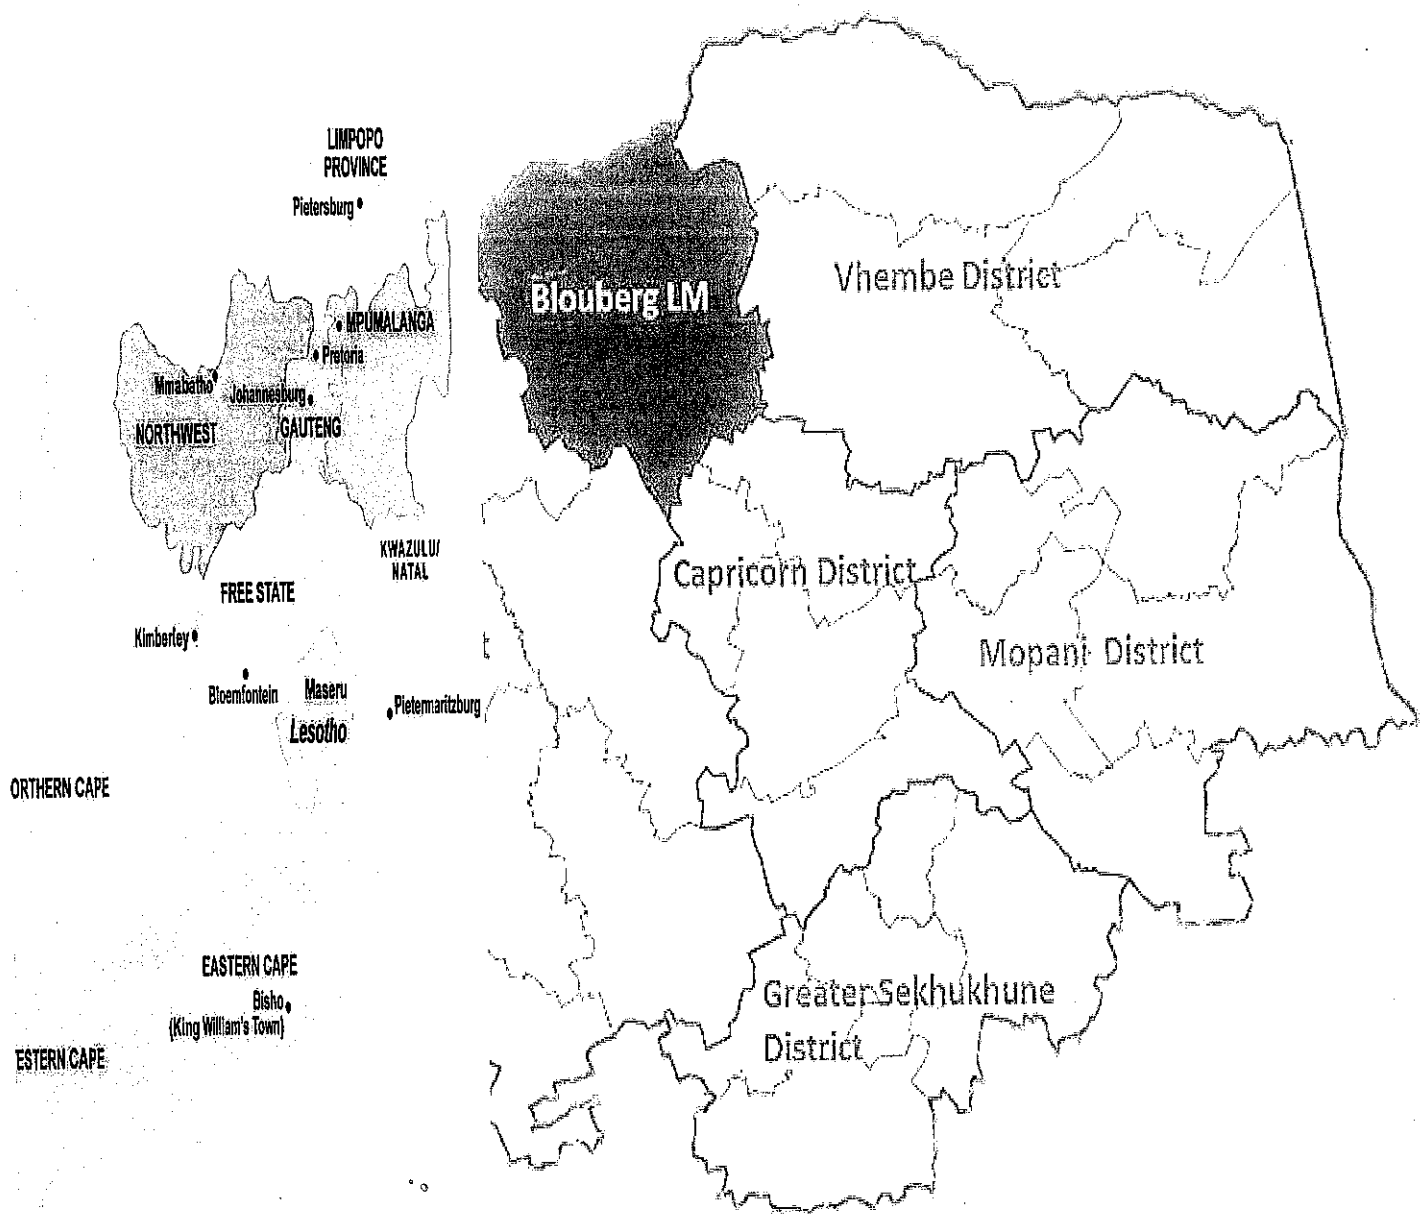 LIMPOPO
PROVINCE
Pietersburg
MPUMALANGA
Pretoria
Mmabatho
Johannesburg
NORTHWEST
GAUTENG
KWAZULU/
NATAL
FREE STATE
Kimberley
Bloemfontein
Maseru
Lesotho
Pietermaritzburg
ORTHERN CAPE
EASTERN CAPE
Bisho
(King William's Town)
ESTERN CAPE
Blouberg LM
Vhembe District
Capricorn District
Mopani District
t
Greater Sekhukhune
District